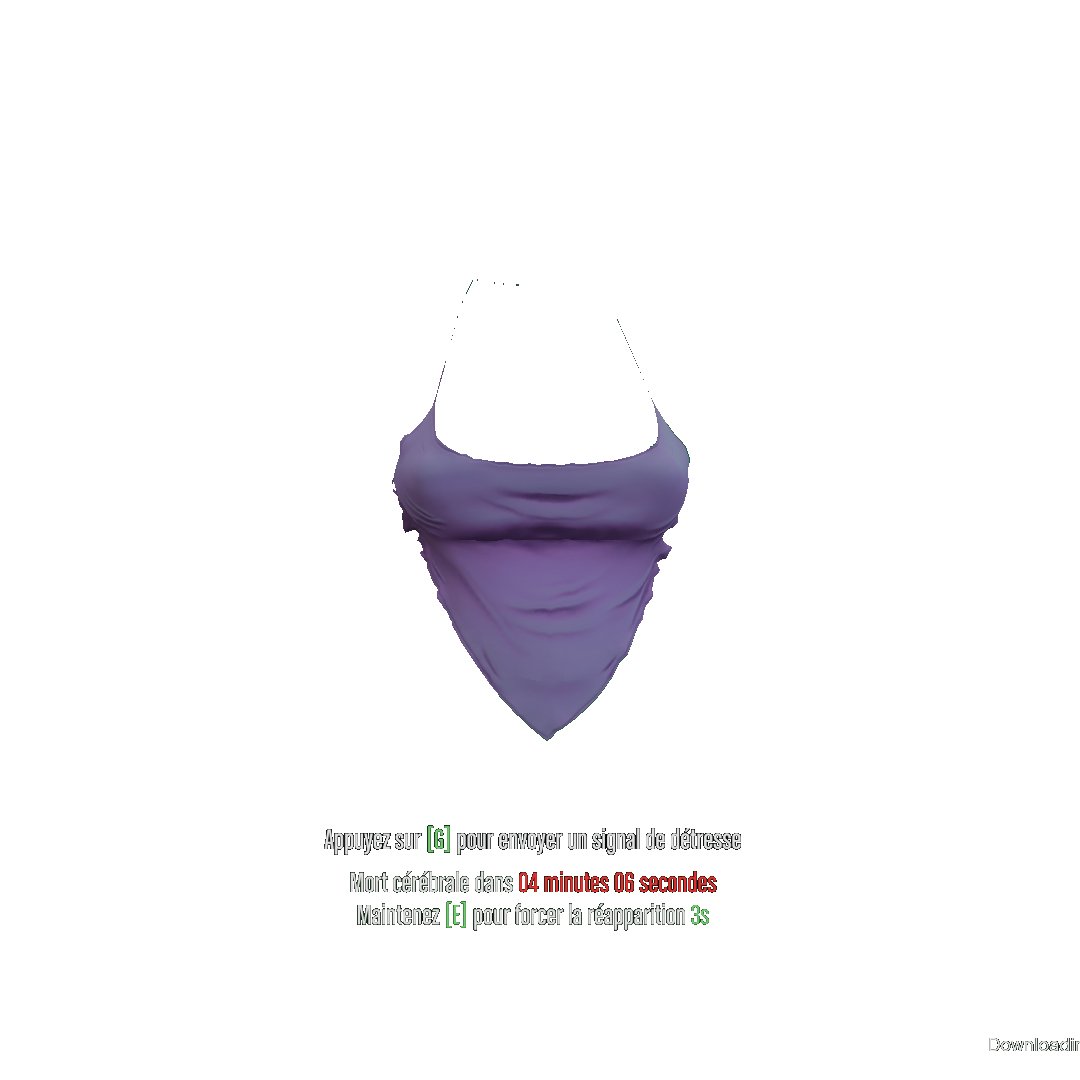 Appuyez sur [G] pour envoyer un signal de détresse
Mort cérébrale dans 04 minutes 06 secondes
Maintenez [E] pour forcer la réapparition 3s
Downloadin